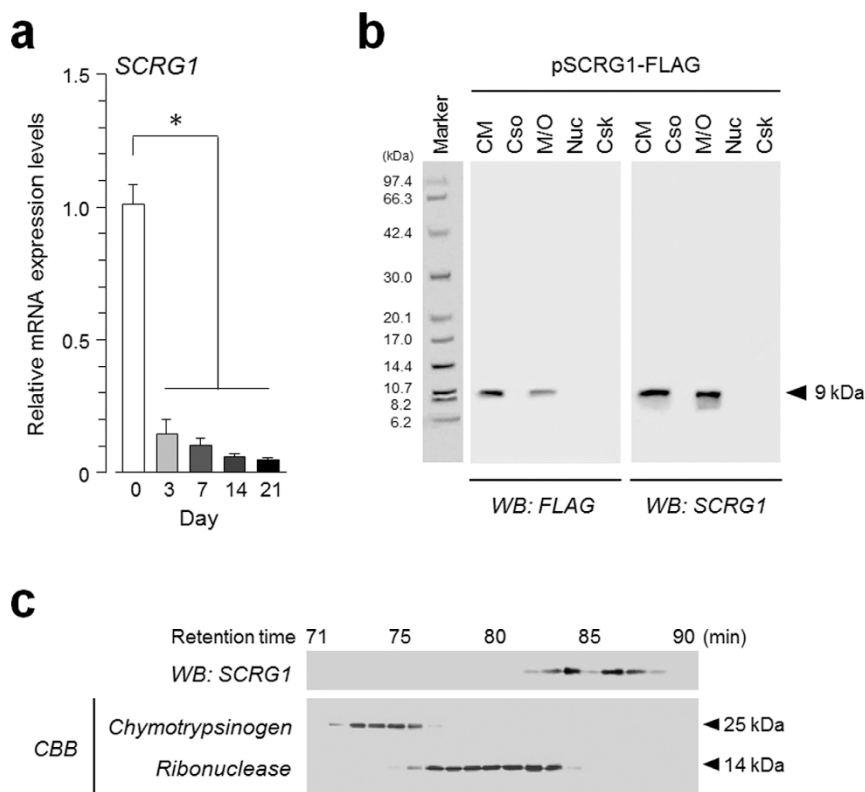 a
SCRG1
1.5
1.0
0.5
0
Relative mRNA expression levels
*
0 3 7 14 21
Day
b
pSCRG1-FLAG
Marker CM Cso M/O Nuc Csk CM Cso M/O Nuc Csk
(kDa)
97.4
66.3
42.4
30.0
20.1
17.0
14.4
10.7
8.2
6.2
9 kDa
WB: FLAG WB: SCRG1
c
Retention time 71 75 80 85 90 (min)
WB: SCRG1
CBB
Chymotrypsinogen 25 kDa
Ribonuclease 14 kDa